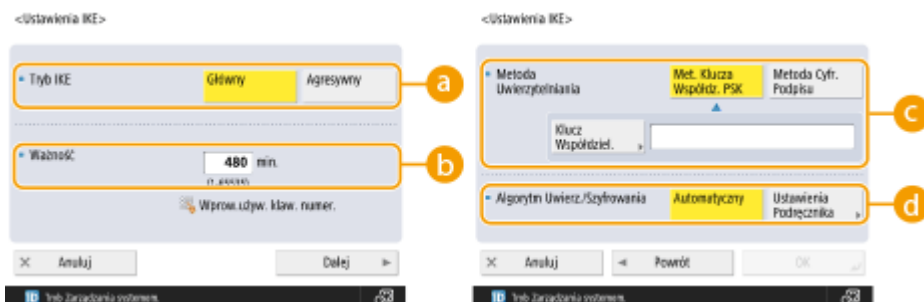 <Ustawienia IKE>
Tryb IKE
Główny
Agresywny
a
Ważność
480 min.
b
Wprow.używ. klaw. numer.
Anuluj
Dalej
Tryb Zarządzania systemem.
<Ustawienia IKE>
Metoda
Uwierzytelniania
Met. Klucza
Współdz. PSK
Metoda Cyfr.
Podpisu
Klucz
Współdziel.
c
Algorytm Uwierz./Szyfrowania
Automatyczny
Ustawienia
Podręcznika
d
Anuluj
Powrót
OK
Tryb Zarządzania systemem.